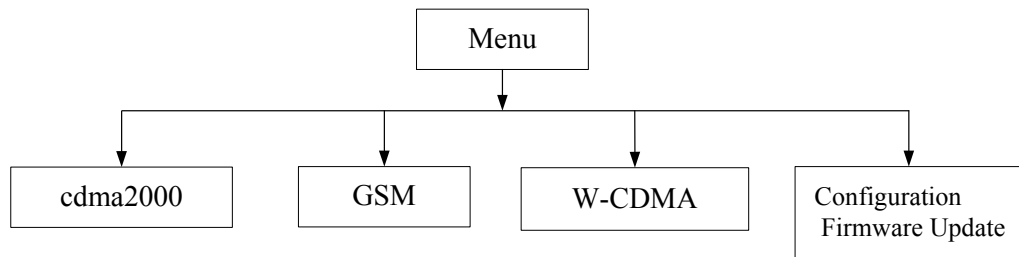 Menu
cdma2000
GSM
W-CDMA
Configuration
Firmware Update